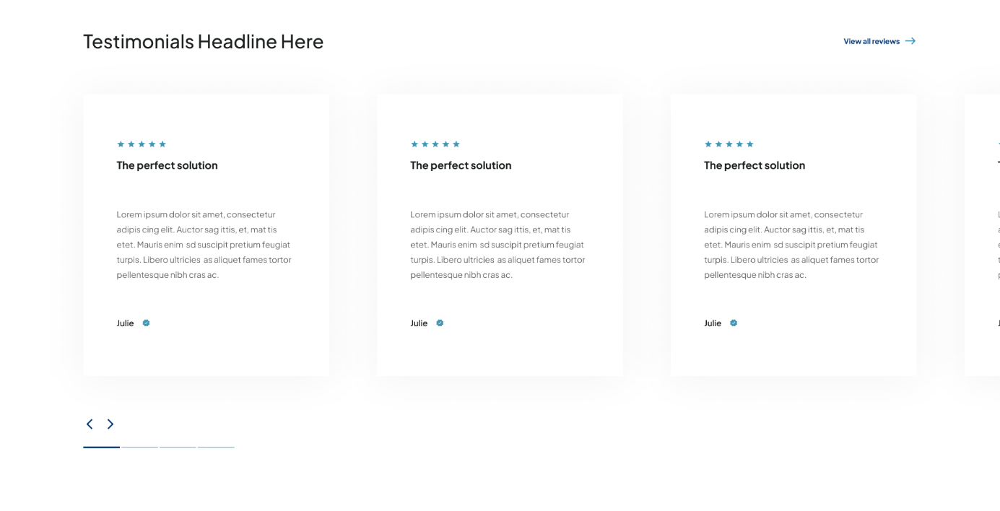 Testimonials Headline Here
View all reviews
The perfect solution
Lorem ipsum dolor sit amet, consectetur
adipis cing elit. Auctor sag ittis, et, mat tis
etet. Mauris enim sd suscipit pretium feugiat
turpis. Libero ultricies as aliquet fames tortor
pellentesque nibh cras ac.
Julie
The perfect solution
Lorem ipsum dolor sit amet, consectetur
adipis cing elit. Auctor sag ittis, et, mat tis
etet. Mauris enim sd suscipit pretium feugiat
turpis. Libero ultricies as aliquet fames tortor
pellentesque nibh cras ac.
Julie
The perfect solution
Lorem ipsum dolor sit amet, consectetur
adipis cing elit. Auctor sag ittis, et, mat tis
etet. Mauris enim sd suscipit pretium feugiat
turpis. Libero ultricies as aliquet fames tortor
pellentesque nibh cras ac.
Julie